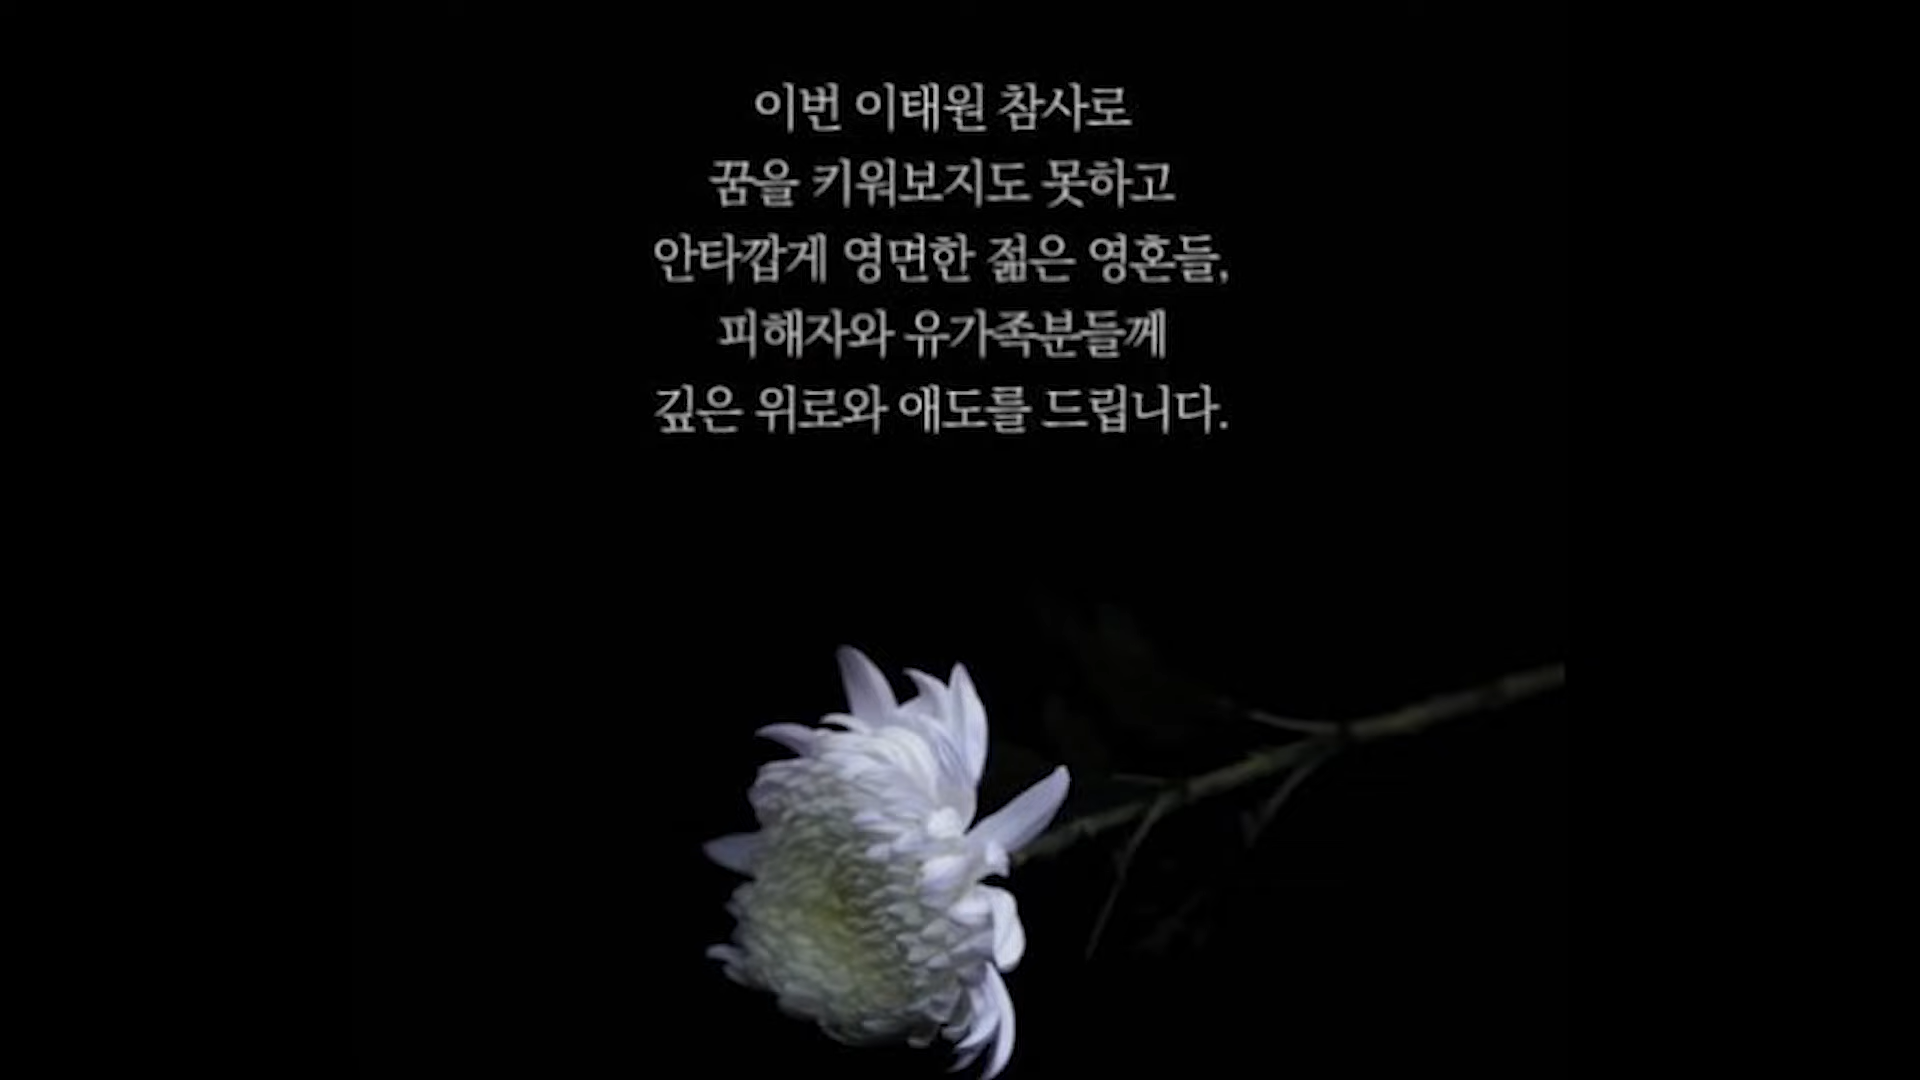 이번 이태원 참사로
꿈을 키워보지도 못하고
안타깝게 영면한 젊은 영혼들,
피해자와 유가족분들께
깊은 위로와 애도를 드립니다.